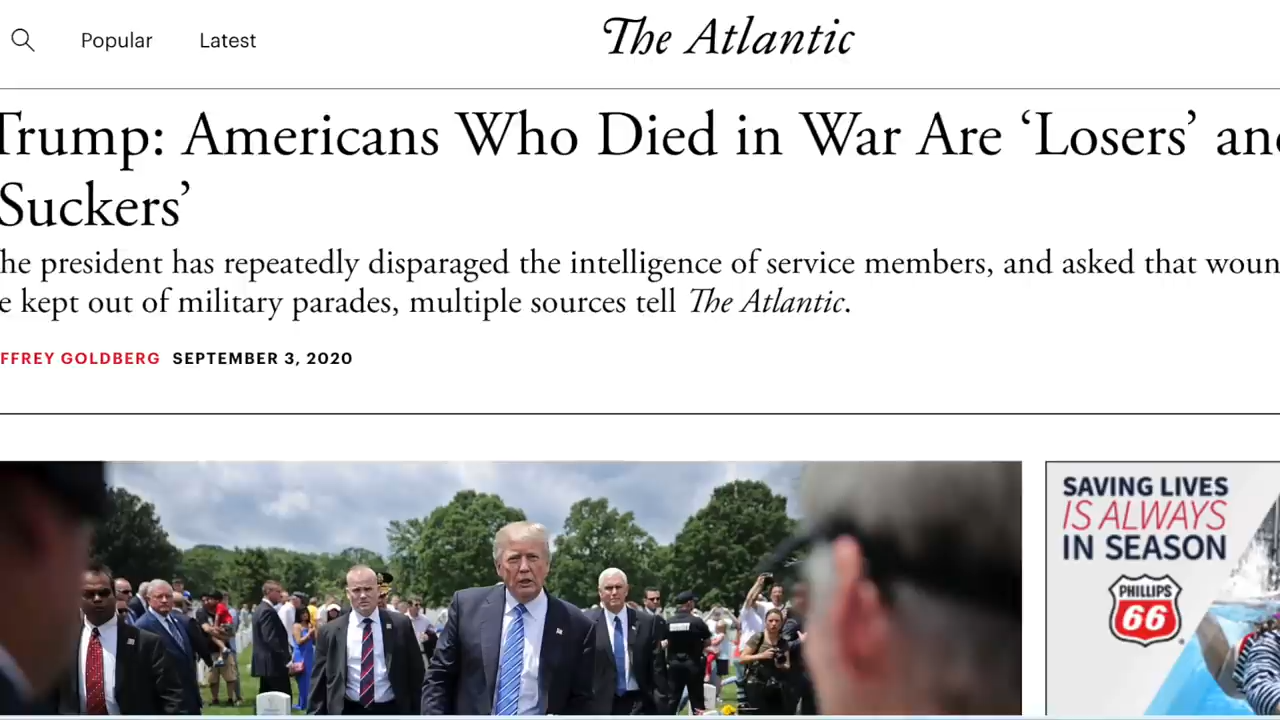 Popular Latest The Atlantic
Trump: Americans Who Died in War Are ‘Losers’ and
Suckers’
he president has repeatedly disparaged the intelligence of service members, and asked that woun
e kept out of military parades, multiple sources tell The Atlantic.
FFREY GOLDBERG SEPTEMBER 3, 2020
SAVING LIVES
IS ALWAYS
IN SEASON
PHILLIPS
66